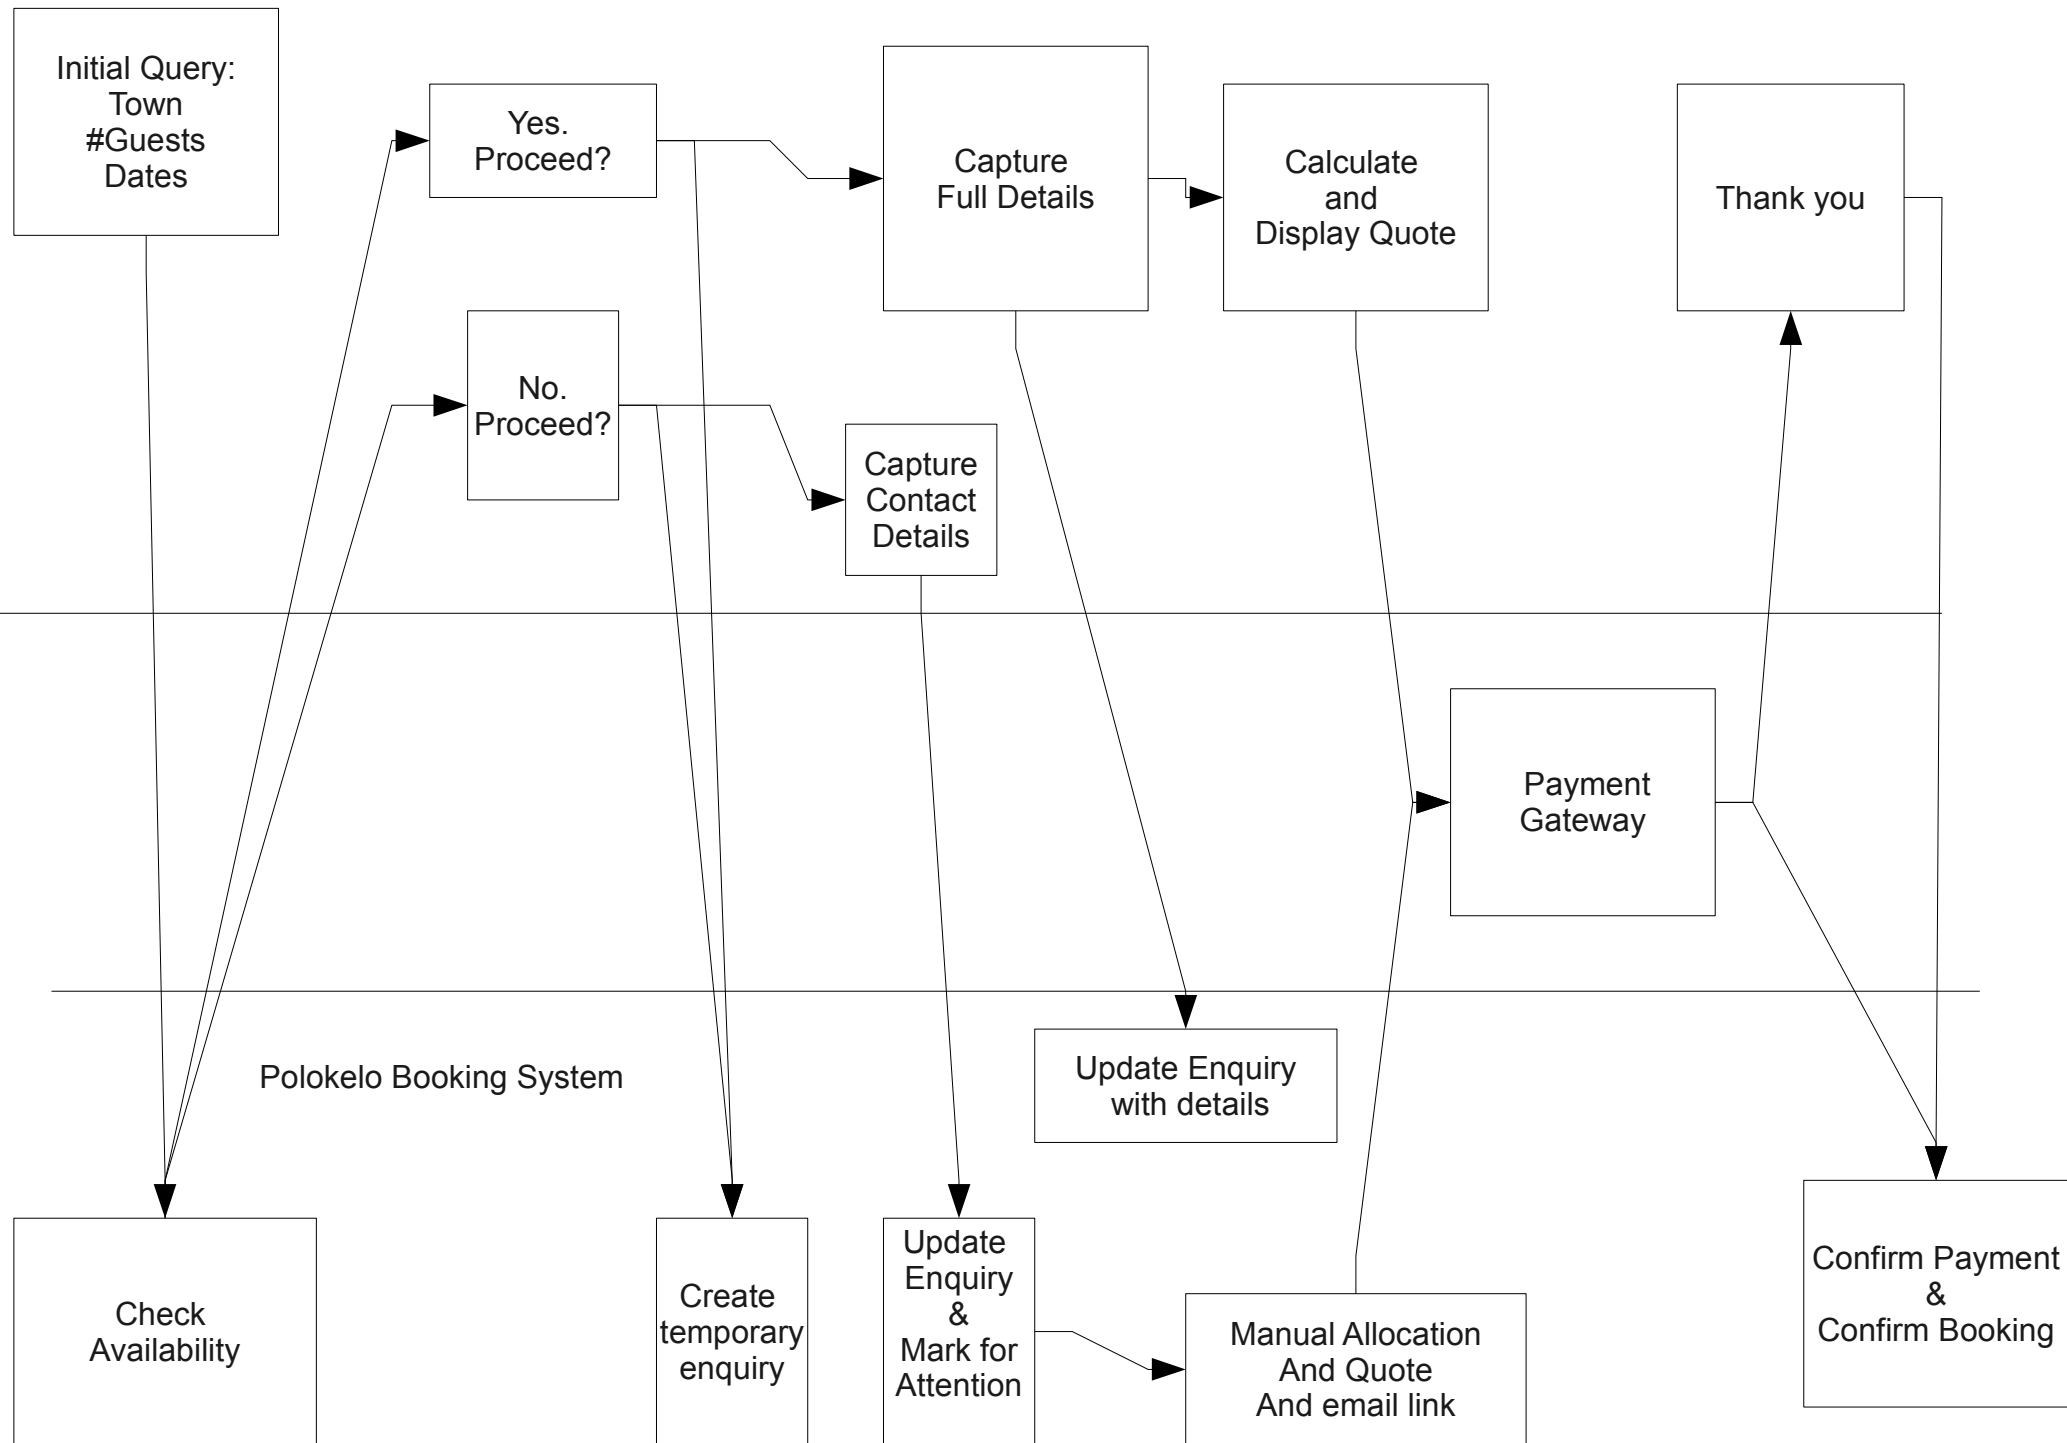 Initial Query:
Town
#Guests
Dates
Yes.
Proceed?
Capture
Full Details
Calculate
and
Display Quote
Thank you
No.
Proceed?
Capture
Contact
Details
Payment
Gateway
Polokelo Booking System
Update Enquiry
with details
Check
Availability
Create
temporary
enquiry
Update
Enquiry
&
Mark for
Attention
Manual Allocation
And Quote
And email link
Confirm Payment
&
Confirm Booking